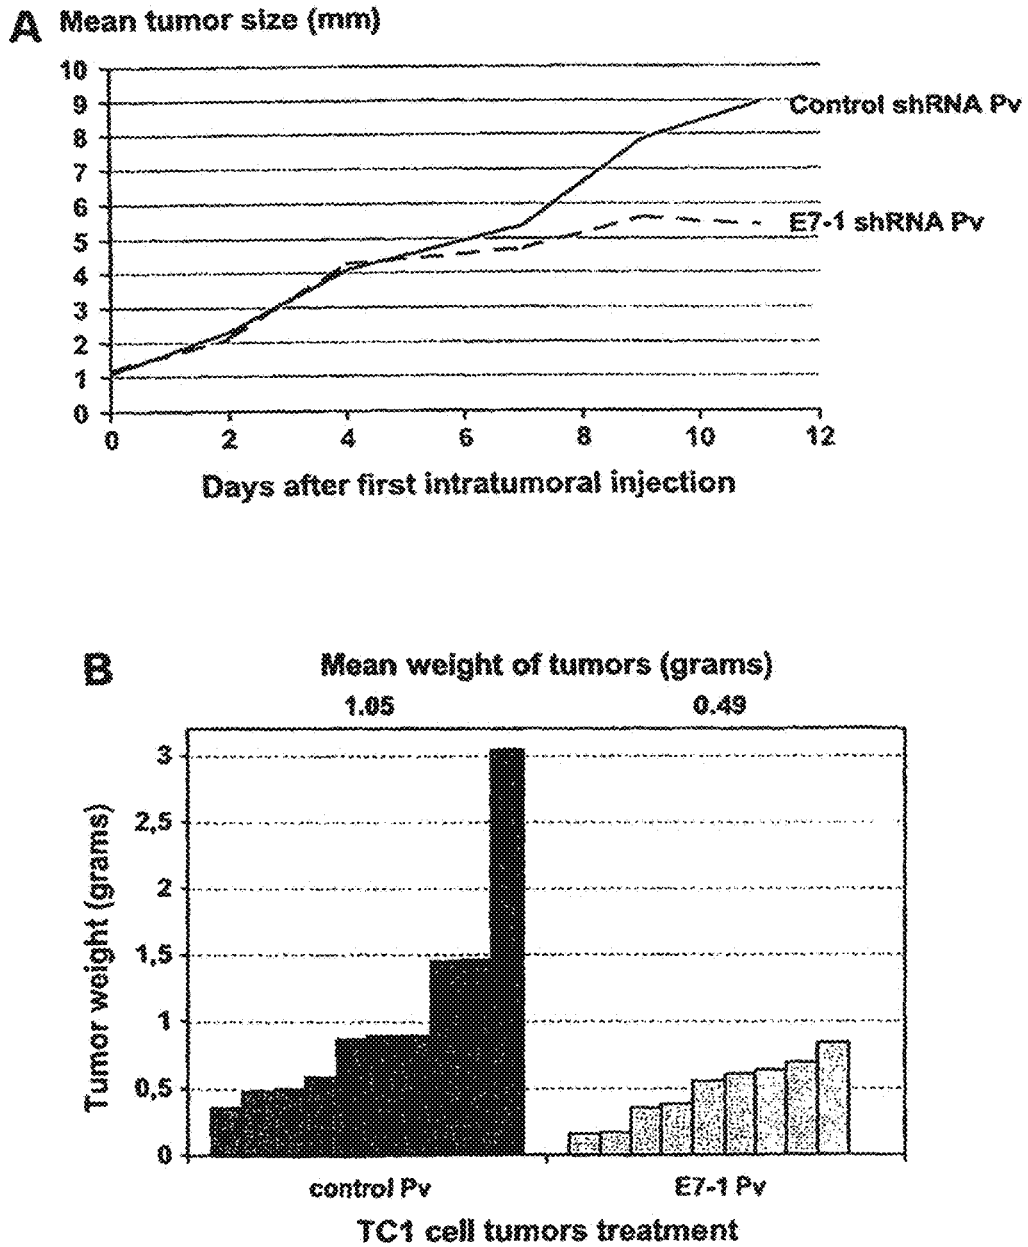 A Mean tumor size (mm)
10
9
8
7
6
5
4
3
2
1
0
Control shRNA Pv
E7-1 shRNA Pv
0 2 4 6 8 10 12
Days after first intratumoral injection
B Mean weight of tumors (grams)
1.05 0.49
Tumor weight (grams)
3
2,5
2
1,5
1
0,5
0
control Pv E7-1 Pv
TC1 cell tumors treatment